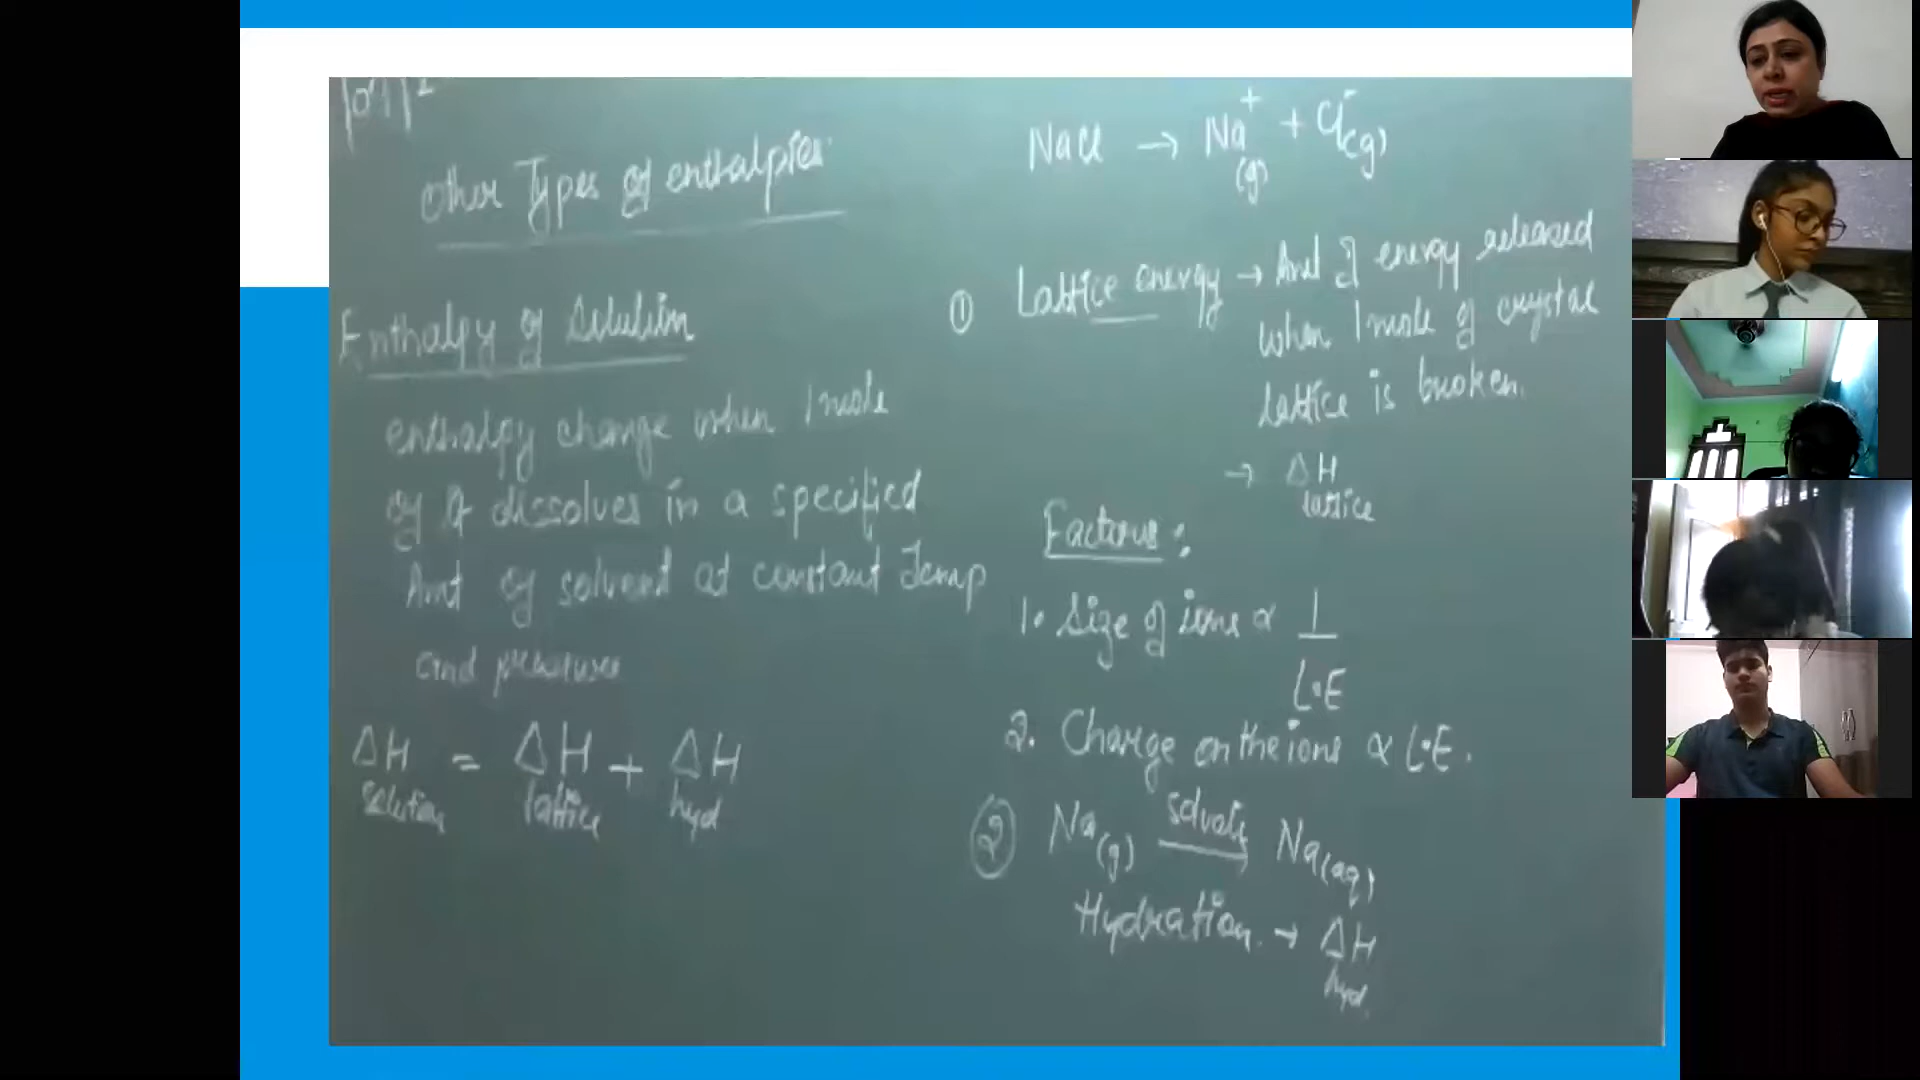 Other Types of enthalpies
Enthalpy of Solution
enthalpy change when 1 mole
of it dissolves in a specified
Amt of solvent at constant Temp
and pressure
ΔH solution = ΔH lattice + ΔH hyd
NaCl → Na⁺(g) + Cl⁻(g)
① Lattice energy → Amt of energy released
when 1 mole of crystal
lattice is broken.
→ ΔH lattice
Factors :
1. Size of ions ∝ 1/L·E
2. Charge on the ions ∝ L·E.
② Na(g) → Na(aq)
Hydration. → ΔH hyd.